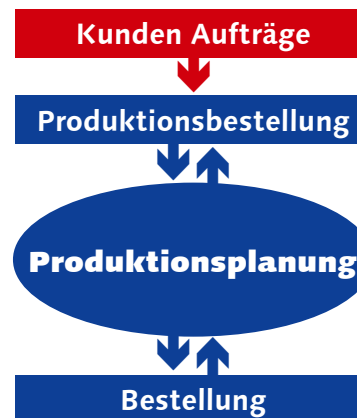 Kunden Aufträge
Produktionsbestellung
Produktionsplanung
Bestellung